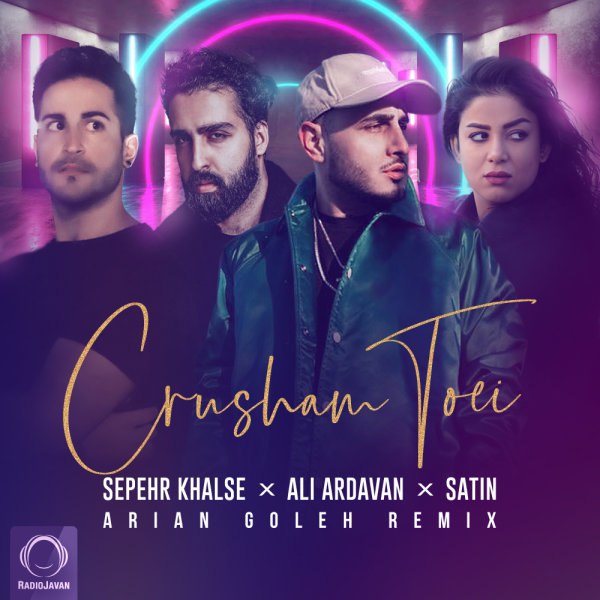 Crusham Toei
SEPEHR KHALSE × ALI ARDAVAN × SATIN
ARIAN GOLEH REMIX
RADIOJAVAN